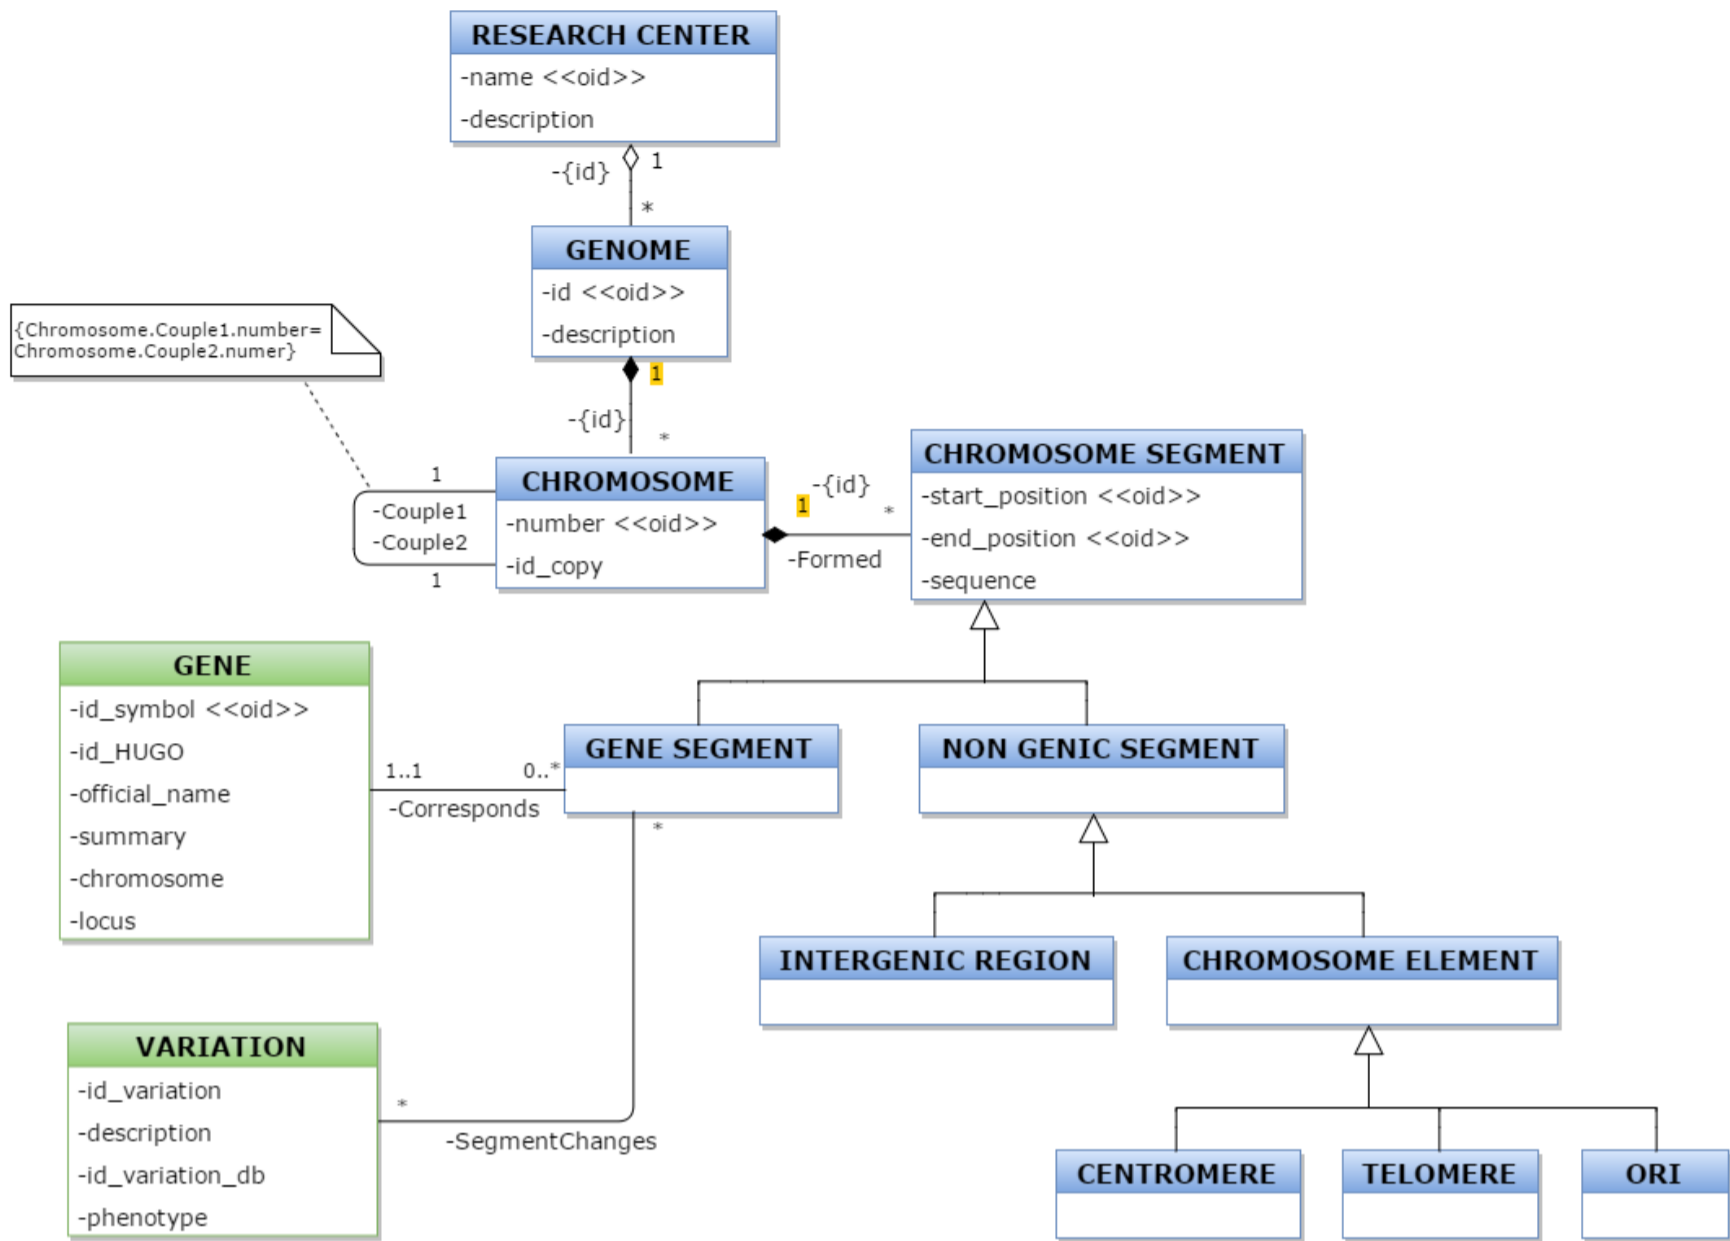 RESEARCH CENTER
-name <<oid>>
-description
-{id}
1
*
GENOME
-id <<oid>>
-description
1
-{id}
*
{Chromosome.Couple1.number=
Chromosome.Couple2.numer}
1
-Couple1
-Couple2
1
CHROMOSOME
-number <<oid>>
-id_copy
1
-{id}
*
-Formed
CHROMOSOME SEGMENT
-start_position <<oid>>
-end_position <<oid>>
-sequence
GENE
-id_symbol <<oid>>
-id_HUGO
-official_name
-summary
-chromosome
-locus
1..1
0..*
-Corresponds
GENE SEGMENT
*
NON GENIC SEGMENT
INTERGENIC REGION
CHROMOSOME ELEMENT
VARIATION
-id_variation
-description
-id_variation_db
-phenotype
*
-SegmentChanges
CENTROMERE
TELOMERE
ORI